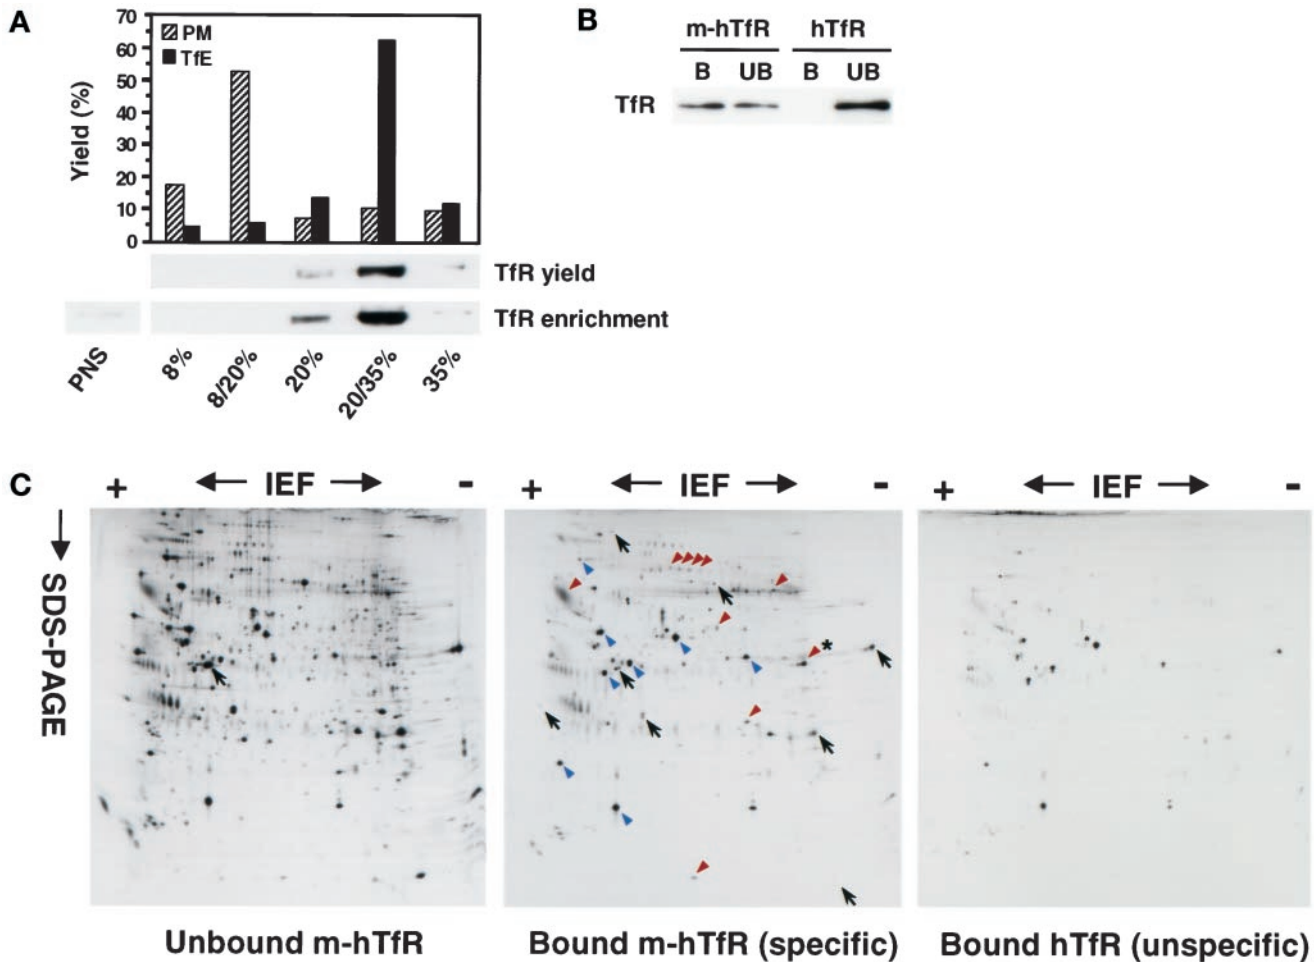 A
70
60
50
40
30
20
10
0
Yield (%)
PM
TfE
TfR yield
TfR enrichment
PNS
8%
8/20%
20%
20/35%
35%
B
m-hTfR hTfR
B UB B UB
TfR
C
+ IEF -
+ IEF -
+ IEF -
SDS-PAGE
*
Unbound m-hTfR
Bound m-hTfR (specific)
Bound hTfR (unspecific)